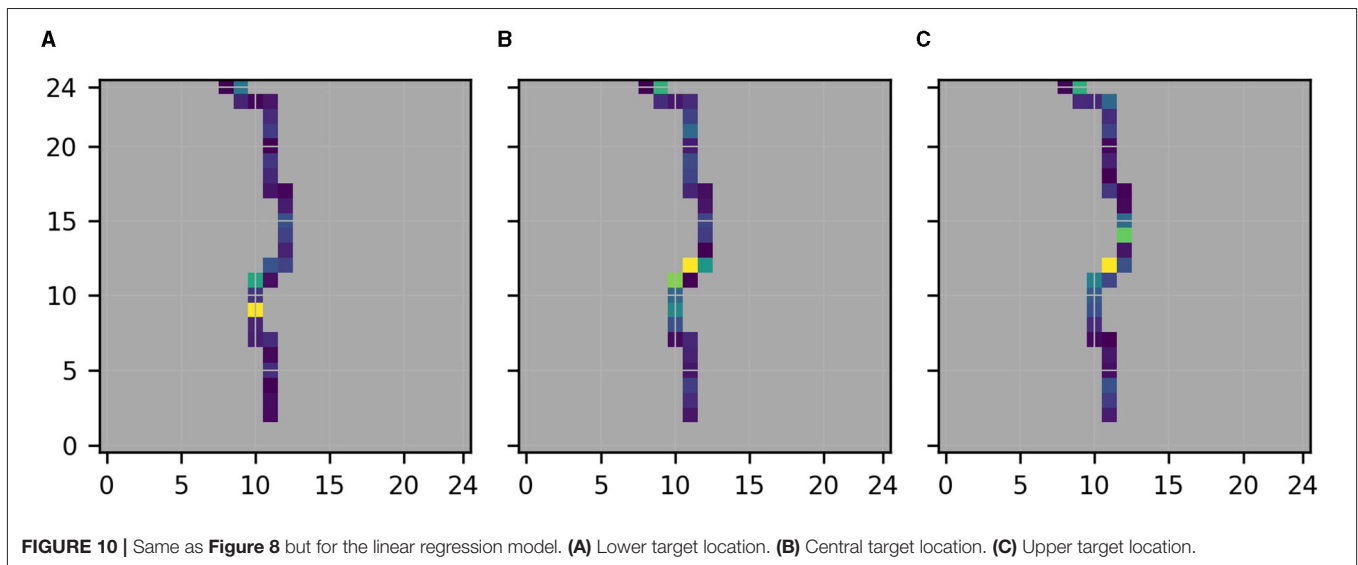 A B C
24
20
15
10
5
0
0 5 10 15 20 24 0 5 10 15 20 24 0 5 10 15 20 24
FIGURE 10 | Same as Figure 8 but for the linear regression model. (A) Lower target location. (B) Central target location. (C) Upper target location.